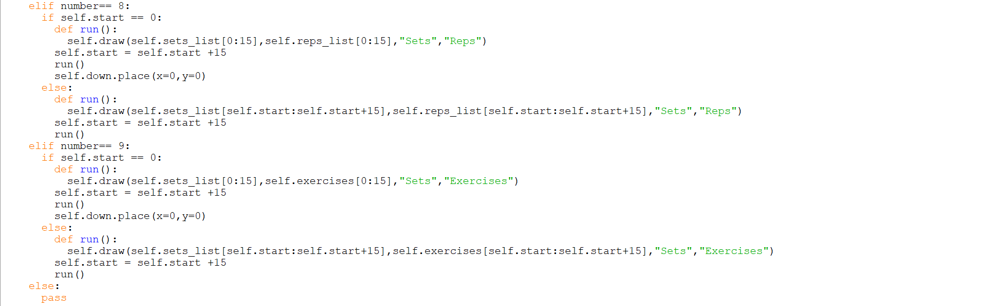 elif number== 8:
  if self.start == 0:
    def run():
      self.draw(self.sets_list[0:15],self.reps_list[0:15],"Sets","Reps")
    self.start = self.start +15
    run()
    self.down.place(x=0,y=0)
  else:
    def run():
      self.draw(self.sets_list[self.start:self.start+15],self.reps_list[self.start:self.start+15],"Sets","Reps")
    self.start = self.start +15
    run()
elif number== 9:
  if self.start == 0:
    def run():
      self.draw(self.sets_list[0:15],self.exercises[0:15],"Sets","Exercises")
    self.start = self.start +15
    run()
    self.down.place(x=0,y=0)
  else:
    def run():
      self.draw(self.sets_list[self.start:self.start+15],self.exercises[self.start:self.start+15],"Sets","Exercises")
    self.start = self.start +15
    run()
else:
  pass